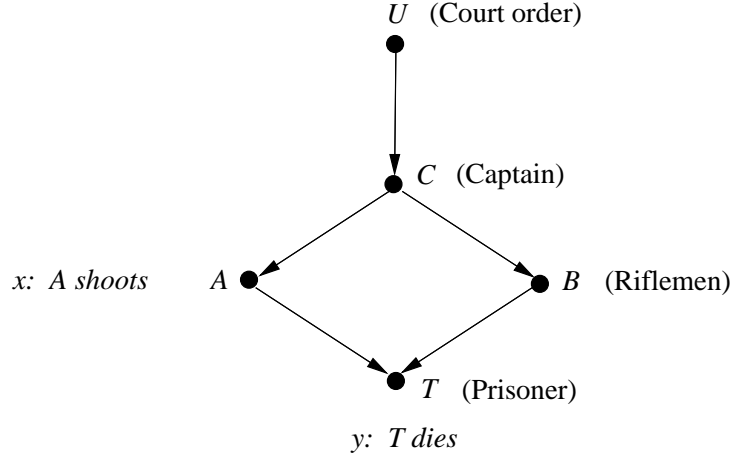 U (Court order)
C (Captain)
x: A shoots A B (Riflemen)
T (Prisoner)
y: T dies